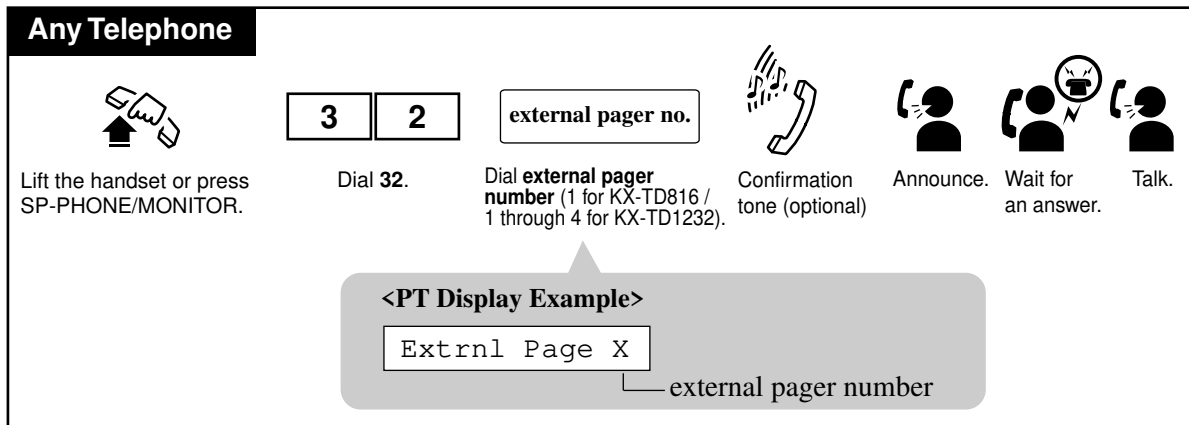 Any Telephone
3 2
external pager no.
Lift the handset or press
SP-PHONE/MONITOR.
Dial 32.
Dial external pager
number (1 for KX-TD816 /
1 through 4 for KX-TD1232).
Confirmation
tone (optional)
Announce.
Wait for
an answer.
Talk.
<PT Display Example>
Extrnl Page X
external pager number